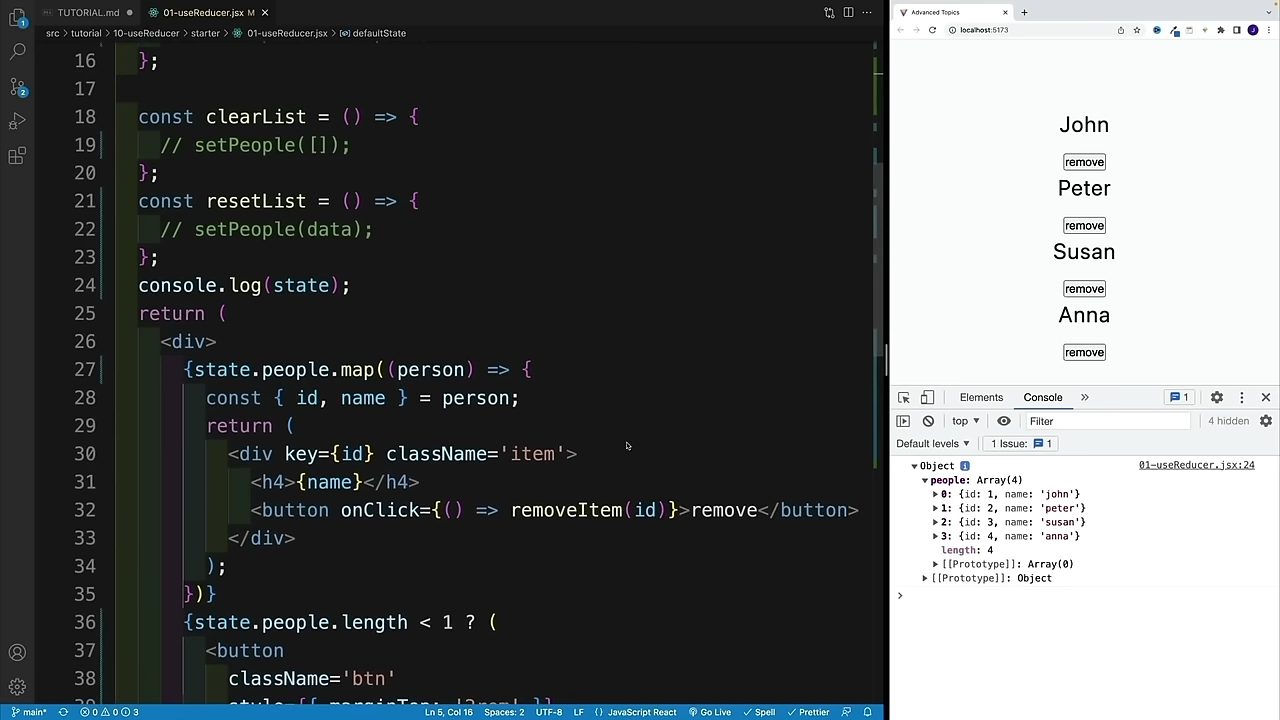 TUTORIAL.md
01-useReducer.jsx M
src > tutorial > 10-useReducer > starter > 01-useReducer.jsx > defaultState
16 };
17
18 const clearList = () => {
19 // setPeople([]);
20 };
21 const resetList = () => {
22 // setPeople(data);
23 };
24 console.log(state);
25 return (
26 <div>
27 {state.people.map((person) => {
28 const { id, name } = person;
29 return (
30 <div key={id} className='item'>
31 <h4>{name}</h4>
32 <button onClick={() => removeItem(id)}>remove</button>
33 </div>
34 );
35 })}
36 {state.people.length < 1 ? (
37 <button
38 className='btn'
main*
0 0 3
Ln 5, Col 16
Spaces: 2
UTF-8
LF
{ } JavaScript React
Go Live
Spell
Prettier
Advanced Topics
localhost:5173
John
remove
Peter
remove
Susan
remove
Anna
remove
Elements
Console
1
top
Filter
4 hidden
Default levels
1 Issue: 1
Object
01-useReducer.jsx:24
people: Array(4)
0: {id: 1, name: 'john'}
1: {id: 2, name: 'peter'}
2: {id: 3, name: 'susan'}
3: {id: 4, name: 'anna'}
length: 4
[[Prototype]]: Array(0)
[[Prototype]]: Object